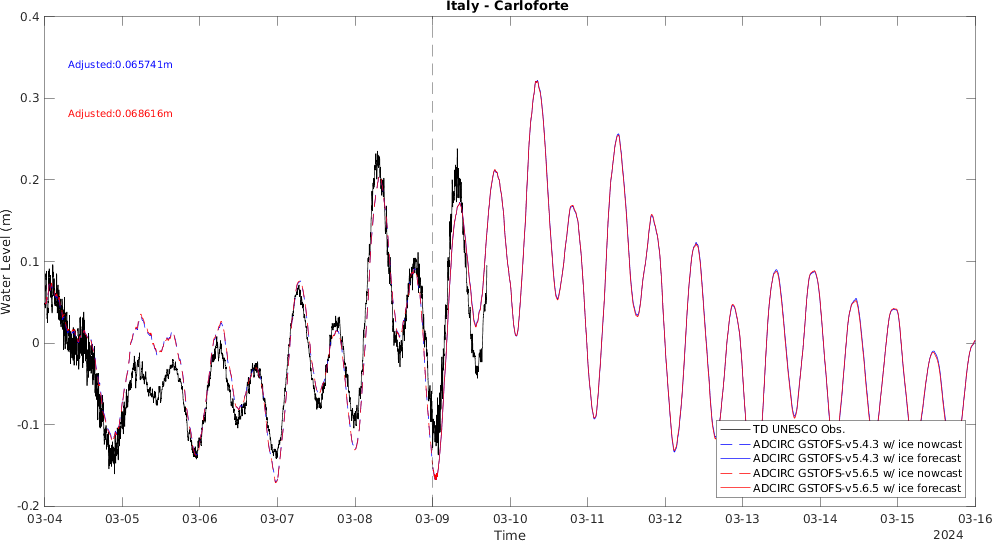 Italy - Carloforte
0.4
0.3
0.2
0.1
0
-0.1
-0.2
Water Level (m)
Adjusted:0.065741m
Adjusted:0.068616m
TD UNESCO Obs.
ADCIRC GSTOFS-v5.4.3 w/ ice nowcast
ADCIRC GSTOFS-v5.4.3 w/ ice forecast
ADCIRC GSTOFS-v5.6.5 w/ ice nowcast
ADCIRC GSTOFS-v5.6.5 w/ ice forecast
03-04 03-05 03-06 03-07 03-08 03-09 03-10 03-11 03-12 03-13 03-14 03-15 03-16
Time
2024